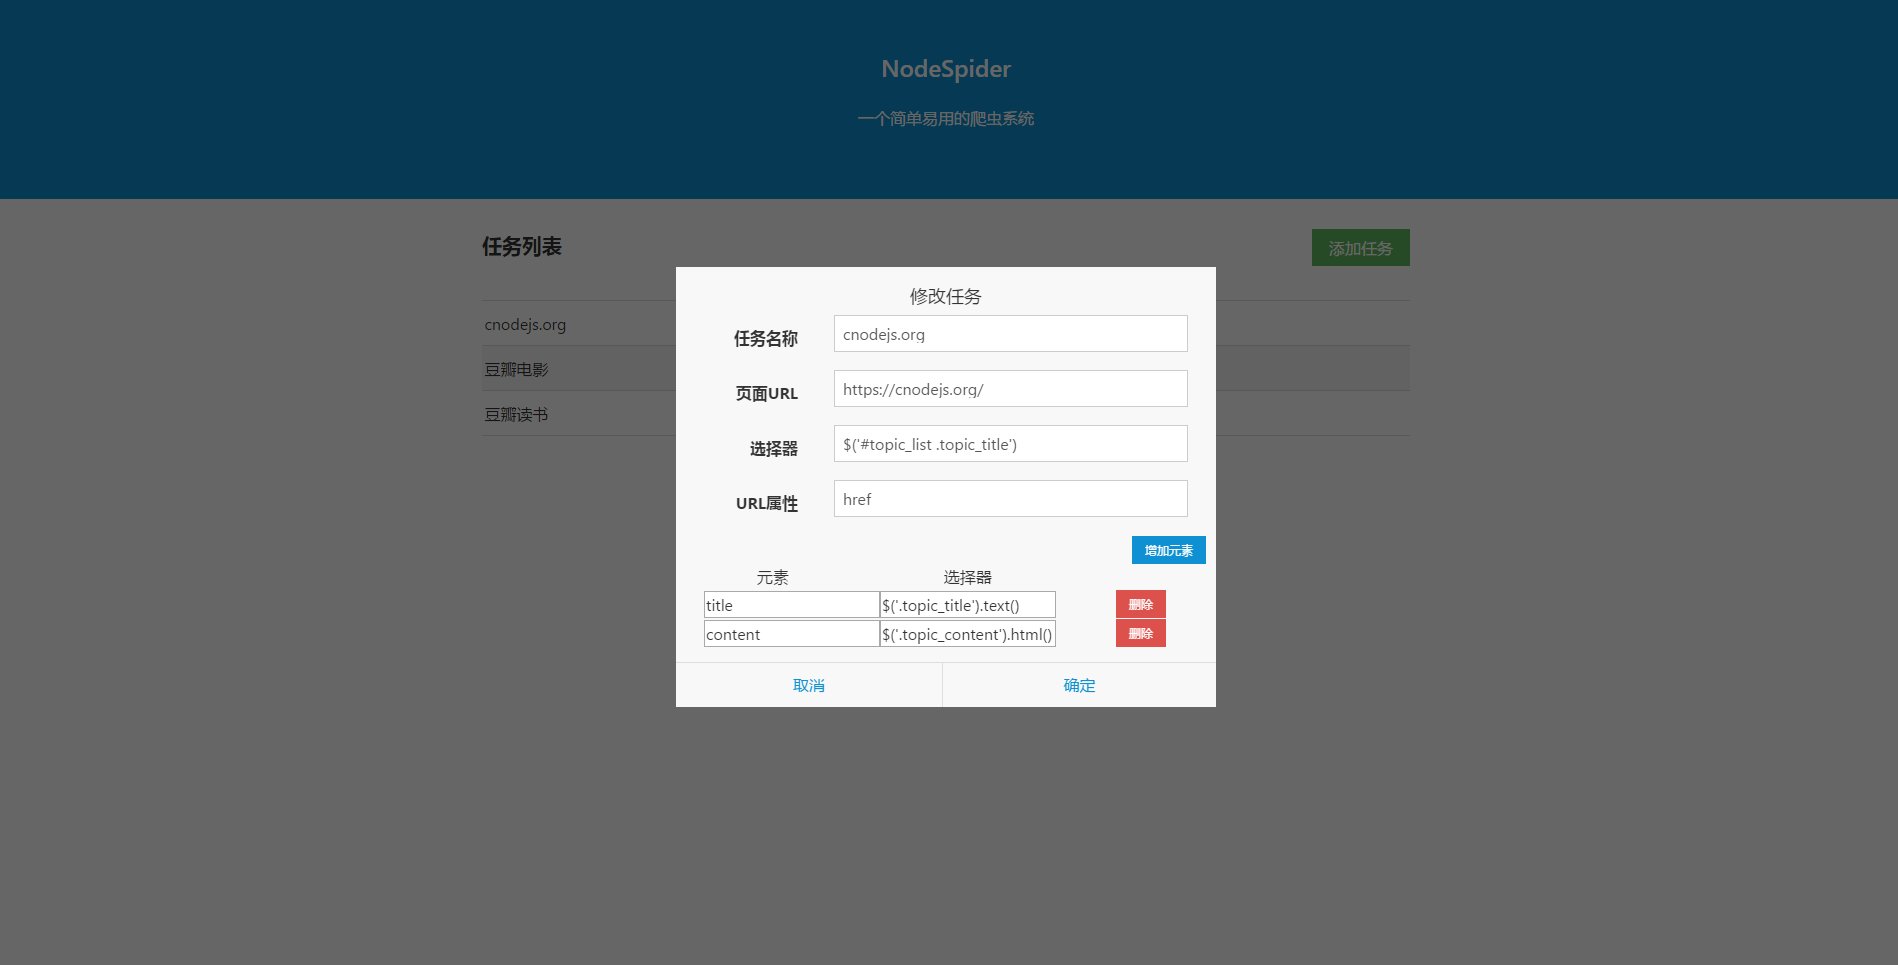 NodeSpider
一个简单易用的爬虫系统
任务列表
添加任务
cnodejs.org
豆瓣电影
豆瓣读书
修改任务
任务名称 cnodejs.org
页面URL https://cnodejs.org/
选择器 $('#topic_list .topic_title')
URL属性 href
增加元素
元素 选择器
title $('.topic_title').text() 删除
content $('.topic_content').html() 删除
取消 确定